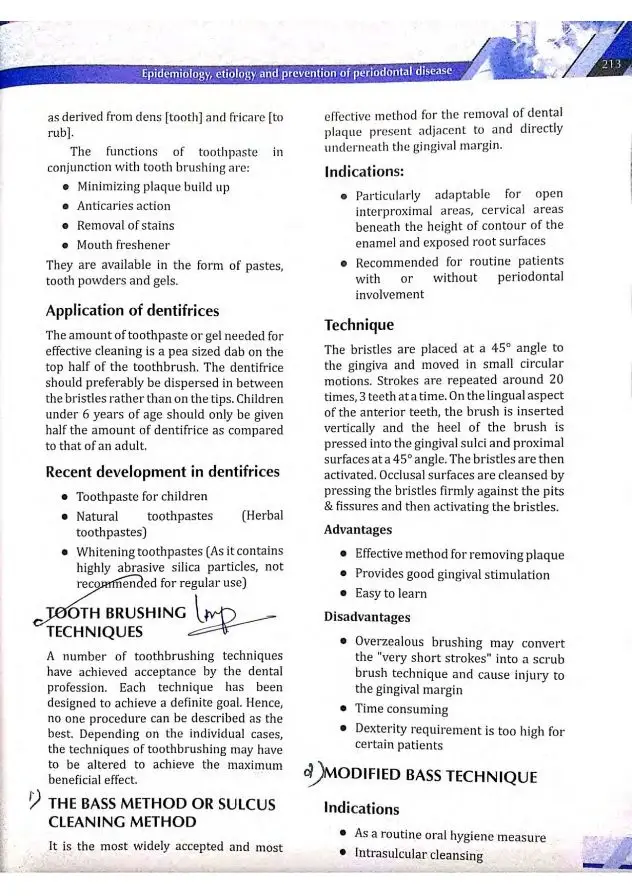 Epidemiology, etiology and prevention of periodontal disease
213
as derived from dens [tooth] and fricare [to
rub].
The functions of toothpaste in
conjunction with tooth brushing are:
● Minimizing plaque build up
● Anticaries action
● Removal of stains
● Mouth freshener
They are available in the form of pastes,
tooth powders and gels.
Application of dentifrices
The amount of toothpaste or gel needed for
effective cleaning is a pea sized dab on the
top half of the toothbrush. The dentifrice
should preferably be dispersed in between
the bristles rather than on the tips. Children
under 6 years of age should only be given
half the amount of dentifrice as compared
to that of an adult.
Recent development in dentifrices
● Toothpaste for children
● Natural toothpastes (Herbal
toothpastes)
● Whitening toothpastes (As it contains
highly abrasive silica particles, not
recommended for regular use)
TOOTH BRUSHING Imp
TECHNIQUES
A number of toothbrushing techniques
have achieved acceptance by the dental
profession. Each technique has been
designed to achieve a definite goal. Hence,
no one procedure can be described as the
best. Depending on the individual cases,
the techniques of toothbrushing may have
to be altered to achieve the maximum
beneficial effect.
1) THE BASS METHOD OR SULCUS
CLEANING METHOD
It is the most widely accepted and most
effective method for the removal of dental
plaque present adjacent to and directly
underneath the gingival margin.
Indications:
● Particularly adaptable for open
interproximal areas, cervical areas
beneath the height of contour of the
enamel and exposed root surfaces
● Recommended for routine patients
with or without periodontal
involvement
Technique
The bristles are placed at a 45° angle to
the gingiva and moved in small circular
motions. Strokes are repeated around 20
times, 3 teeth at a time. On the lingual aspect
of the anterior teeth, the brush is inserted
vertically and the heel of the brush is
pressed into the gingival sulci and proximal
surfaces at a 45° angle. The bristles are then
activated. Occlusal surfaces are cleansed by
pressing the bristles firmly against the pits
& fissures and then activating the bristles.
Advantages
● Effective method for removing plaque
● Provides good gingival stimulation
● Easy to learn
Disadvantages
● Overzealous brushing may convert
the "very short strokes" into a scrub
brush technique and cause injury to
the gingival margin
● Time consuming
● Dexterity requirement is too high for
certain patients
2) MODIFIED BASS TECHNIQUE
Indications
● As a routine oral hygiene measure
● Intrasulcular cleansing